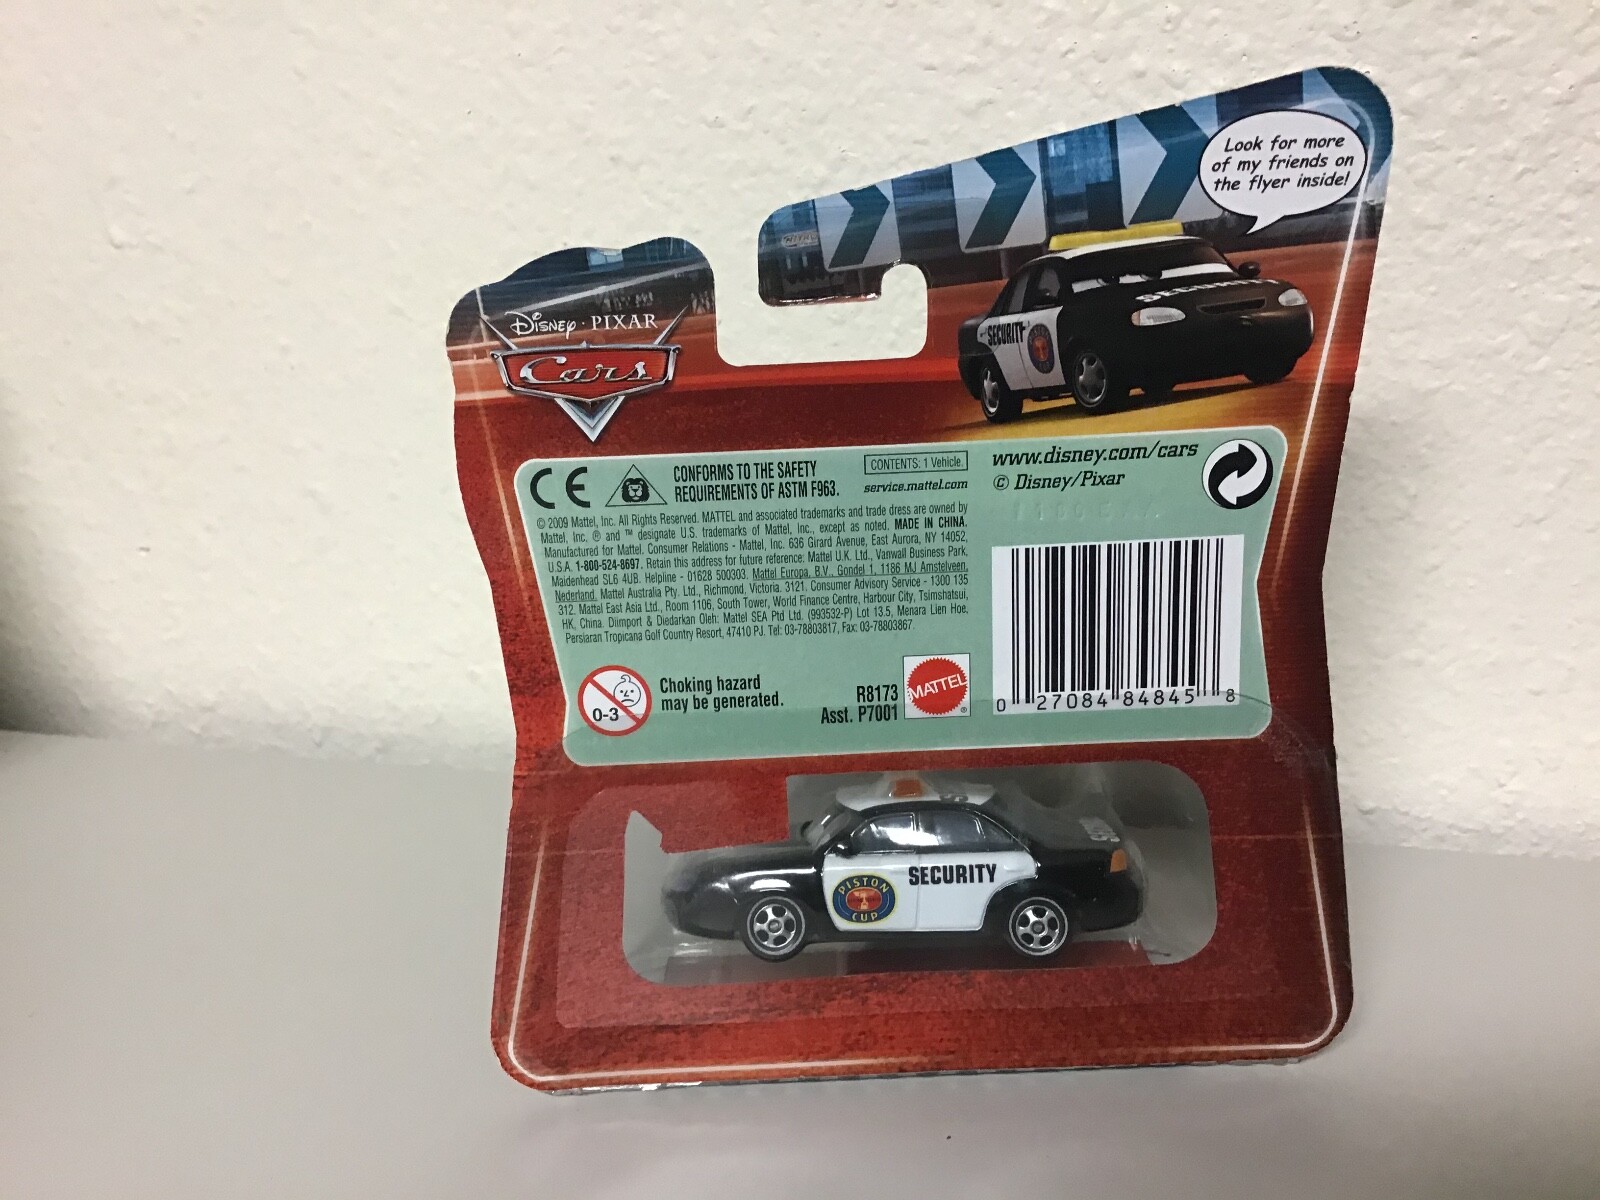 Look for more
of my friends on
the flyer inside!
SECURITY
SECURITY
Disney · PIXAR
Cars
CE
CONFORMS TO THE SAFETY
REQUIREMENTS OF ASTM F963.
CONTENTS: 1 Vehicle.
service.mattel.com
www.disney.com/cars
© Disney/Pixar
© 2009 Mattel, Inc. All Rights Reserved. MATTEL and associated trademarks and trade dress are owned by
Mattel, Inc. ® and ™ designate U.S. trademarks of Mattel, Inc., except as noted. MADE IN CHINA.
Manufactured for Mattel. Consumer Relations - Mattel, Inc. 636 Girard Avenue, East Aurora, NY 14052,
U.S.A. 1-800-524-8697. Retain this address for future reference: Mattel U.K. Ltd., Vanwall Business Park,
Maidenhead SL6 4UB. Helpline - 01628 500303. Mattel Europa, B.V., Gondel 1, 1186 MJ Amstelveen,
Nederland. Mattel Australia Pty. Ltd., Richmond, Victoria. 3121. Consumer Advisory Service - 1300 135
312. Mattel East Asia Ltd., Room 1106, South Tower, World Finance Centre, Harbour City, Tsimshatsui,
HK, China. Diimport & Diedarkan Oleh: Mattel SEA Ptd Ltd. (993532-P) Lot 13.5, Menara Lien Hoe,
Persiaran Tropicana Golf Country Resort, 47410 PJ. Tel: 03-78803817, Fax: 03-78803867.
0-3
Choking hazard
may be generated.
R8173
Asst. P7001
MATTEL®
0 27084 84845 8
SECURITY
PISTON
CUP